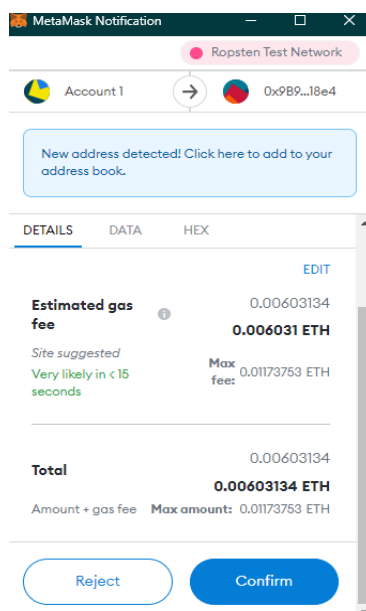 MetaMask Notification
Ropsten Test Network
Account 1 0x9B9...18e4
New address detected! Click here to add to your
address book.
DETAILS DATA HEX
EDIT
Estimated gas fee
0.00603134
0.006031 ETH
Site suggested
Very likely in < 15
seconds
Max
fee: 0.01173753 ETH
Total
0.00603134
0.00603134 ETH
Amount + gas fee Max amount: 0.01173753 ETH
Reject Confirm